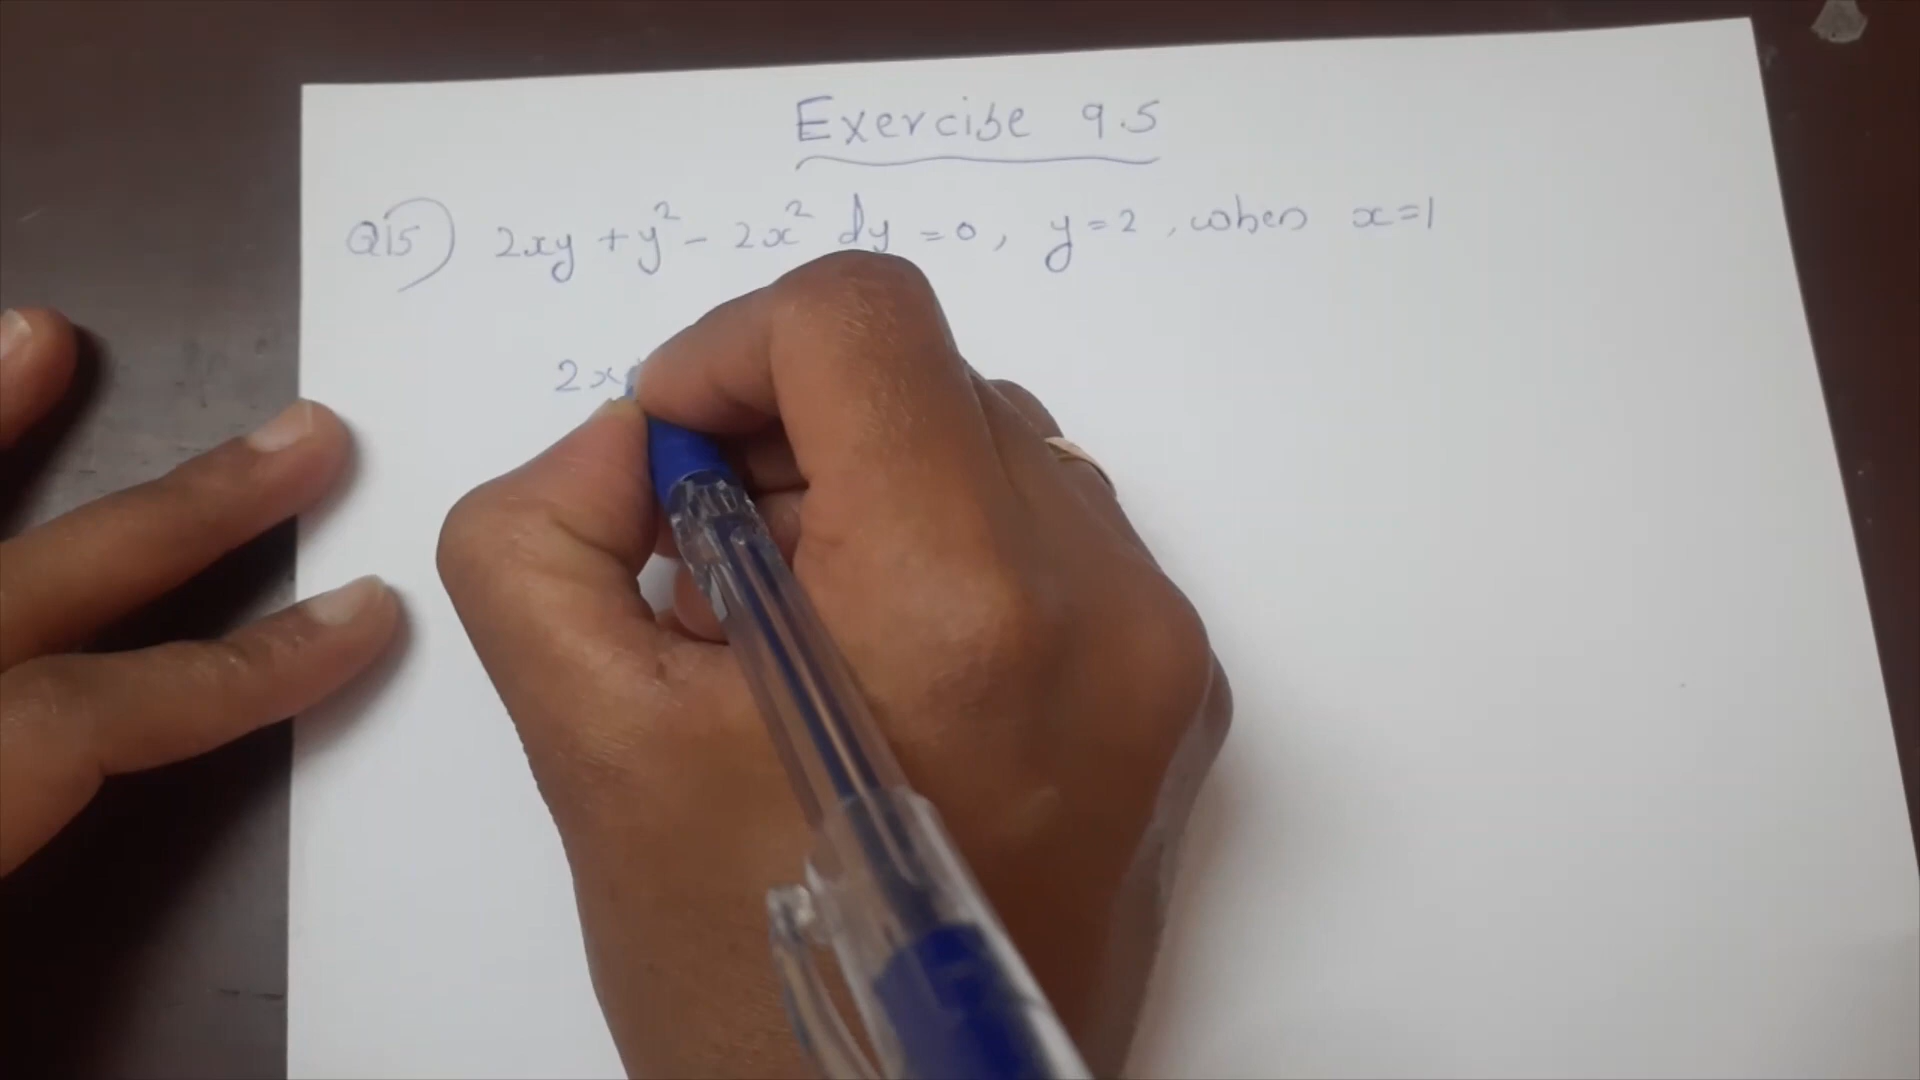 Exercise 9.5
Q15) 2xy + y² - 2x² dy = 0, y = 2, when x = 1
2x